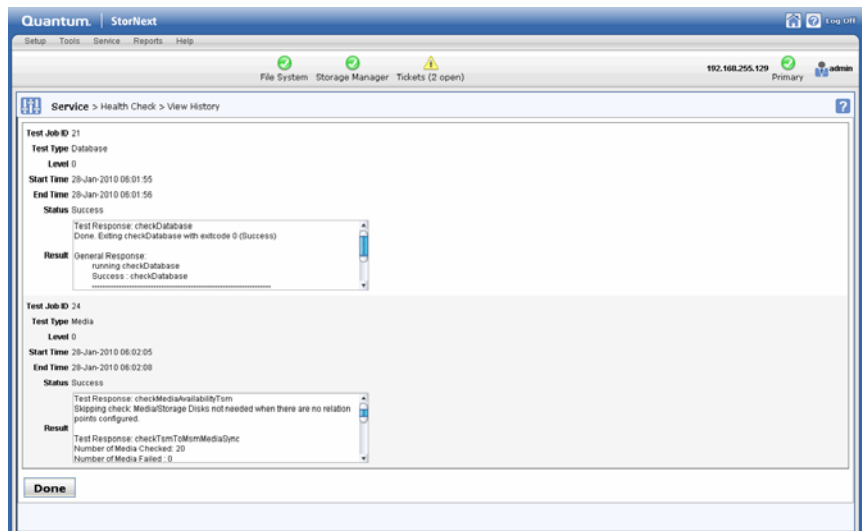 Quantum. StorNext
Log Off
Setup Tools Service Reports Help
File System Storage Manager Tickets (2 open)
192.168.255.129 Primary admin
Service > Health Check > View History
Test Job ID 21
Test Type Database
Level 0
Start Time 28-Jan-2010 06:01:55
End Time 28-Jan-2010 06:01:56
Status Success
Test Response: checkDatabase
Done. Exiting checkDatabase with exitcode 0 (Success)
Result General Response:
running checkDatabase
Success : checkDatabase
Test Job ID 24
Test Type Media
Level 0
Start Time 28-Jan-2010 06:02:05
End Time 28-Jan-2010 06:02:08
Status Success
Test Response: checkMediaAvailabilityTsm
Skipping check: Media/Storage Disks not needed when there are no relation
points configured.
Result
Test Response: checkTsmToMsmMediaSync
Number of Media Checked: 20
Number of Media Failed : 0
Done